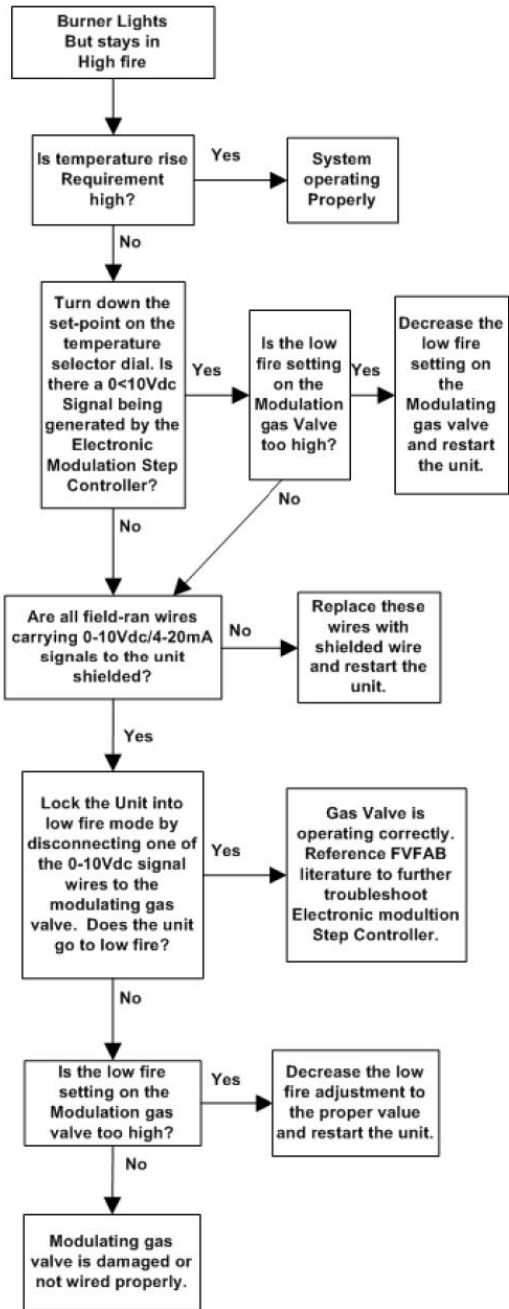 Burner Lights
But stays in
High fire
Is temperature rise
Requirement
high?
Yes
System
operating
Properly
No
Turn down the
set-point on the
temperature
selector dial. Is
there a 0<10Vdc
Signal being
generated by the
Electronic
Modulation Step
Controller?
Yes
Is the low
fire setting
on the
Modulation
gas Valve
too high?
Yes
Decrease the
low fire
setting on
the
Modulating
gas valve
and restart
the unit.
No
No
Are all field-ran wires
carrying 0-10Vdc/4-20mA
signals to the unit
shielded?
No
Replace these
wires with
shielded wire
and restart the
unit.
Yes
Lock the Unit into
low fire mode by
disconnecting one of
the 0-10Vdc signal
wires to the
modulating gas
valve. Does the unit
go to low fire?
Yes
Gas Valve is
operating correctly.
Reference FVFAB
literature to further
troubleshoot
Electronic modultion
Step Controller.
No
Is the low fire
setting on the
Modulation gas
valve too high?
Yes
Decrease the low
fire adjustment to
the proper value
and restart the unit.
No
Modulating gas
valve is damaged or
not wired properly.